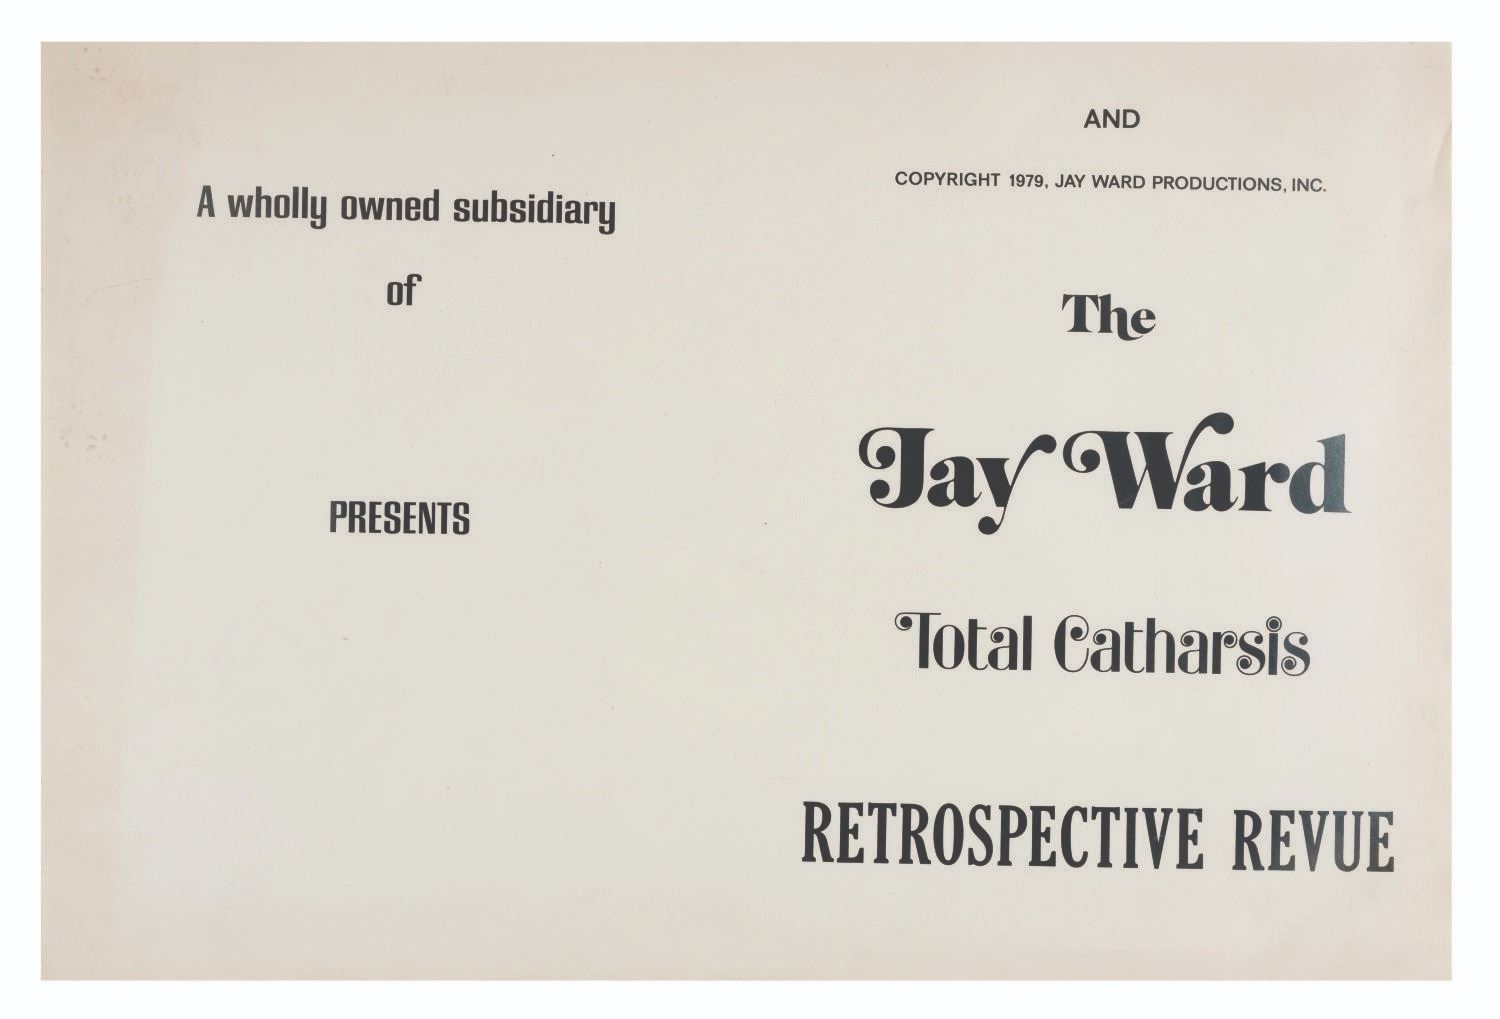 A wholly owned subsidiary
of
PRESENTS
AND
COPYRIGHT 1979, JAY WARD PRODUCTIONS, INC.
The
Jay Ward
Total Catharsis
RETROSPECTIVE REVUE